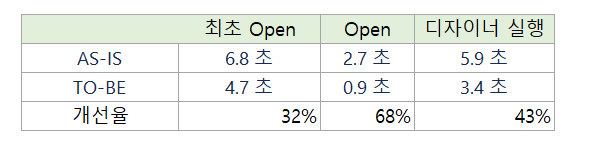 최초 Open Open 디자이너 실행
AS-IS 6.8 초 2.7 초 5.9 초
TO-BE 4.7 초 0.9 초 3.4 초
개선율 32% 68% 43%